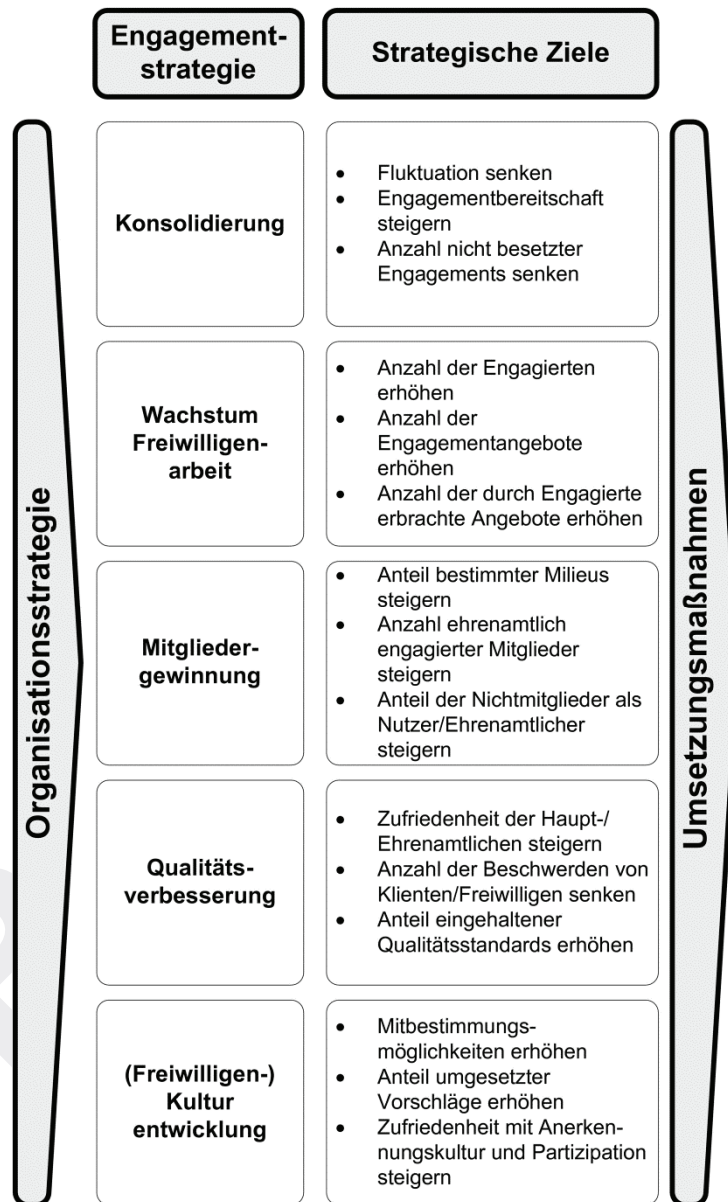 Engagement-
strategie
Strategische Ziele
Organisationsstrategie
Konsolidierung
• Fluktuation senken
• Engagementbereitschaft
steigern
• Anzahl nicht besetzter
Engagements senken
Wachstum
Freiwilligen-
arbeit
• Anzahl der Engagierten
erhöhen
• Anzahl der
Engagementangebote
erhöhen
• Anzahl der durch Engagierte
erbrachte Angebote erhöhen
Mitglieder-
gewinnung
• Anteil bestimmter Milieus
steigern
• Anzahl ehrenamtlich
engagierter Mitglieder
steigern
• Anteil der Nichtmitglieder als
Nutzer/Ehrenamtlicher
steigern
Qualitäts-
verbesserung
• Zufriedenheit der Haupt-/
Ehrenamtlichen steigern
• Anzahl der Beschwerden von
Klienten/Freiwilligen senken
• Anteil eingehaltener
Qualitätsstandards erhöhen
(Freiwilligen-)
Kultur
entwicklung
• Mitbestimmungs-
möglichkeiten erhöhen
• Anteil umgesetzter
Vorschläge erhöhen
• Zufriedenheit mit Anerken-
nungskultur und Partizipation
steigern
Umsetzungsmaßnahmen